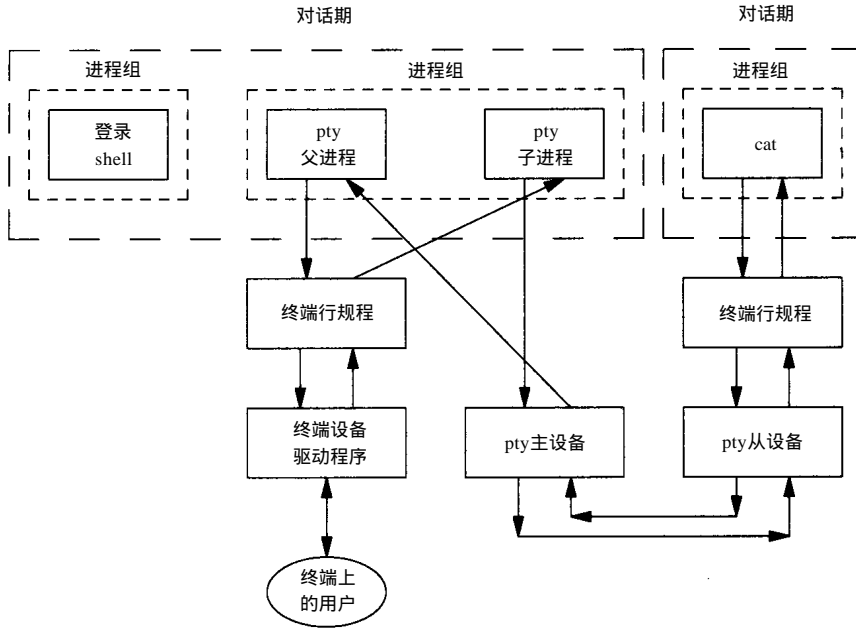 对话期
对话期
进程组
进程组
进程组
登录
shell
pty
父进程
pty
子进程
cat
终端行规程
终端行规程
终端设备
驱动程序
pty主设备
pty从设备
终端上
的用户